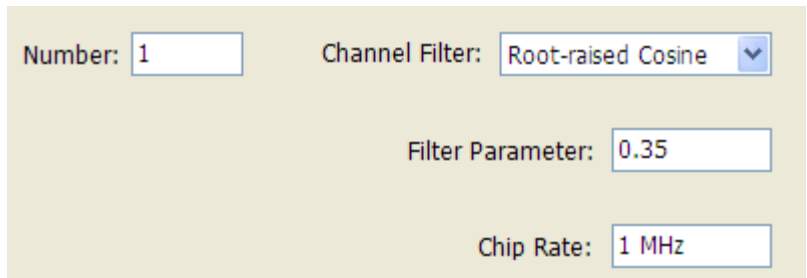 Number: 1 Channel Filter: Root-raised Cosine
Filter Parameter: 0.35
Chip Rate: 1 MHz